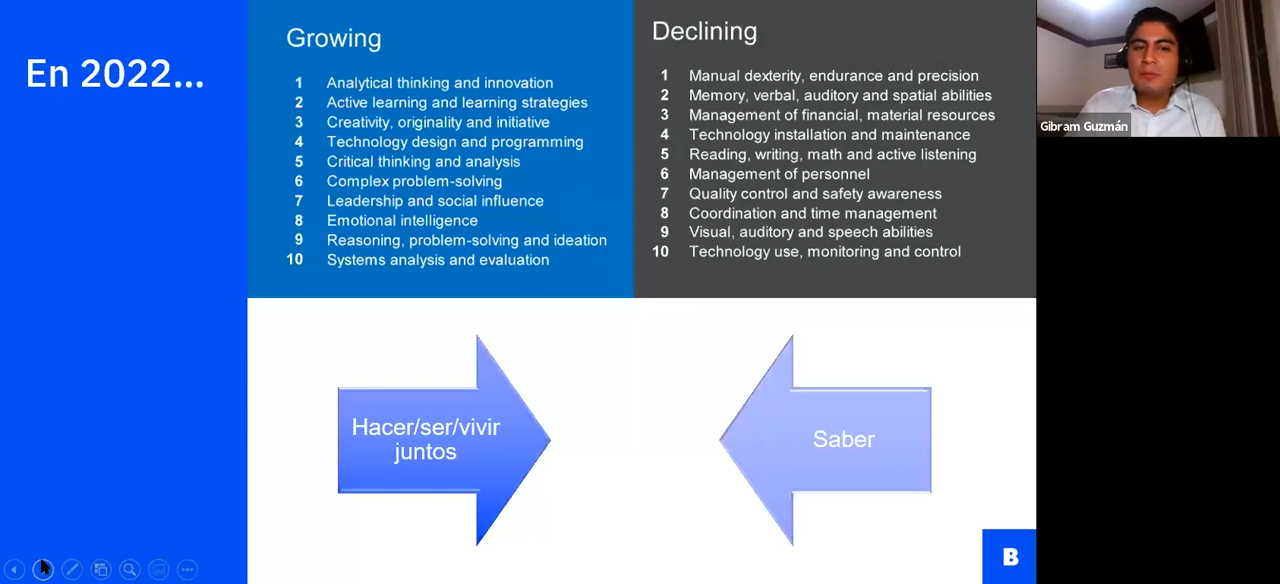 En 2022...
Growing
1 Analytical thinking and innovation
2 Active learning and learning strategies
3 Creativity, originality and initiative
4 Technology design and programming
5 Critical thinking and analysis
6 Complex problem-solving
7 Leadership and social influence
8 Emotional intelligence
9 Reasoning, problem-solving and ideation
10 Systems analysis and evaluation
Declining
1 Manual dexterity, endurance and precision
2 Memory, verbal, auditory and spatial abilities
3 Management of financial, material resources
4 Technology installation and maintenance
5 Reading, writing, math and active listening
6 Management of personnel
7 Quality control and safety awareness
8 Coordination and time management
9 Visual, auditory and speech abilities
10 Technology use, monitoring and control
Gibram Guzmán
Hacer/ser/vivir
juntos
Saber
B